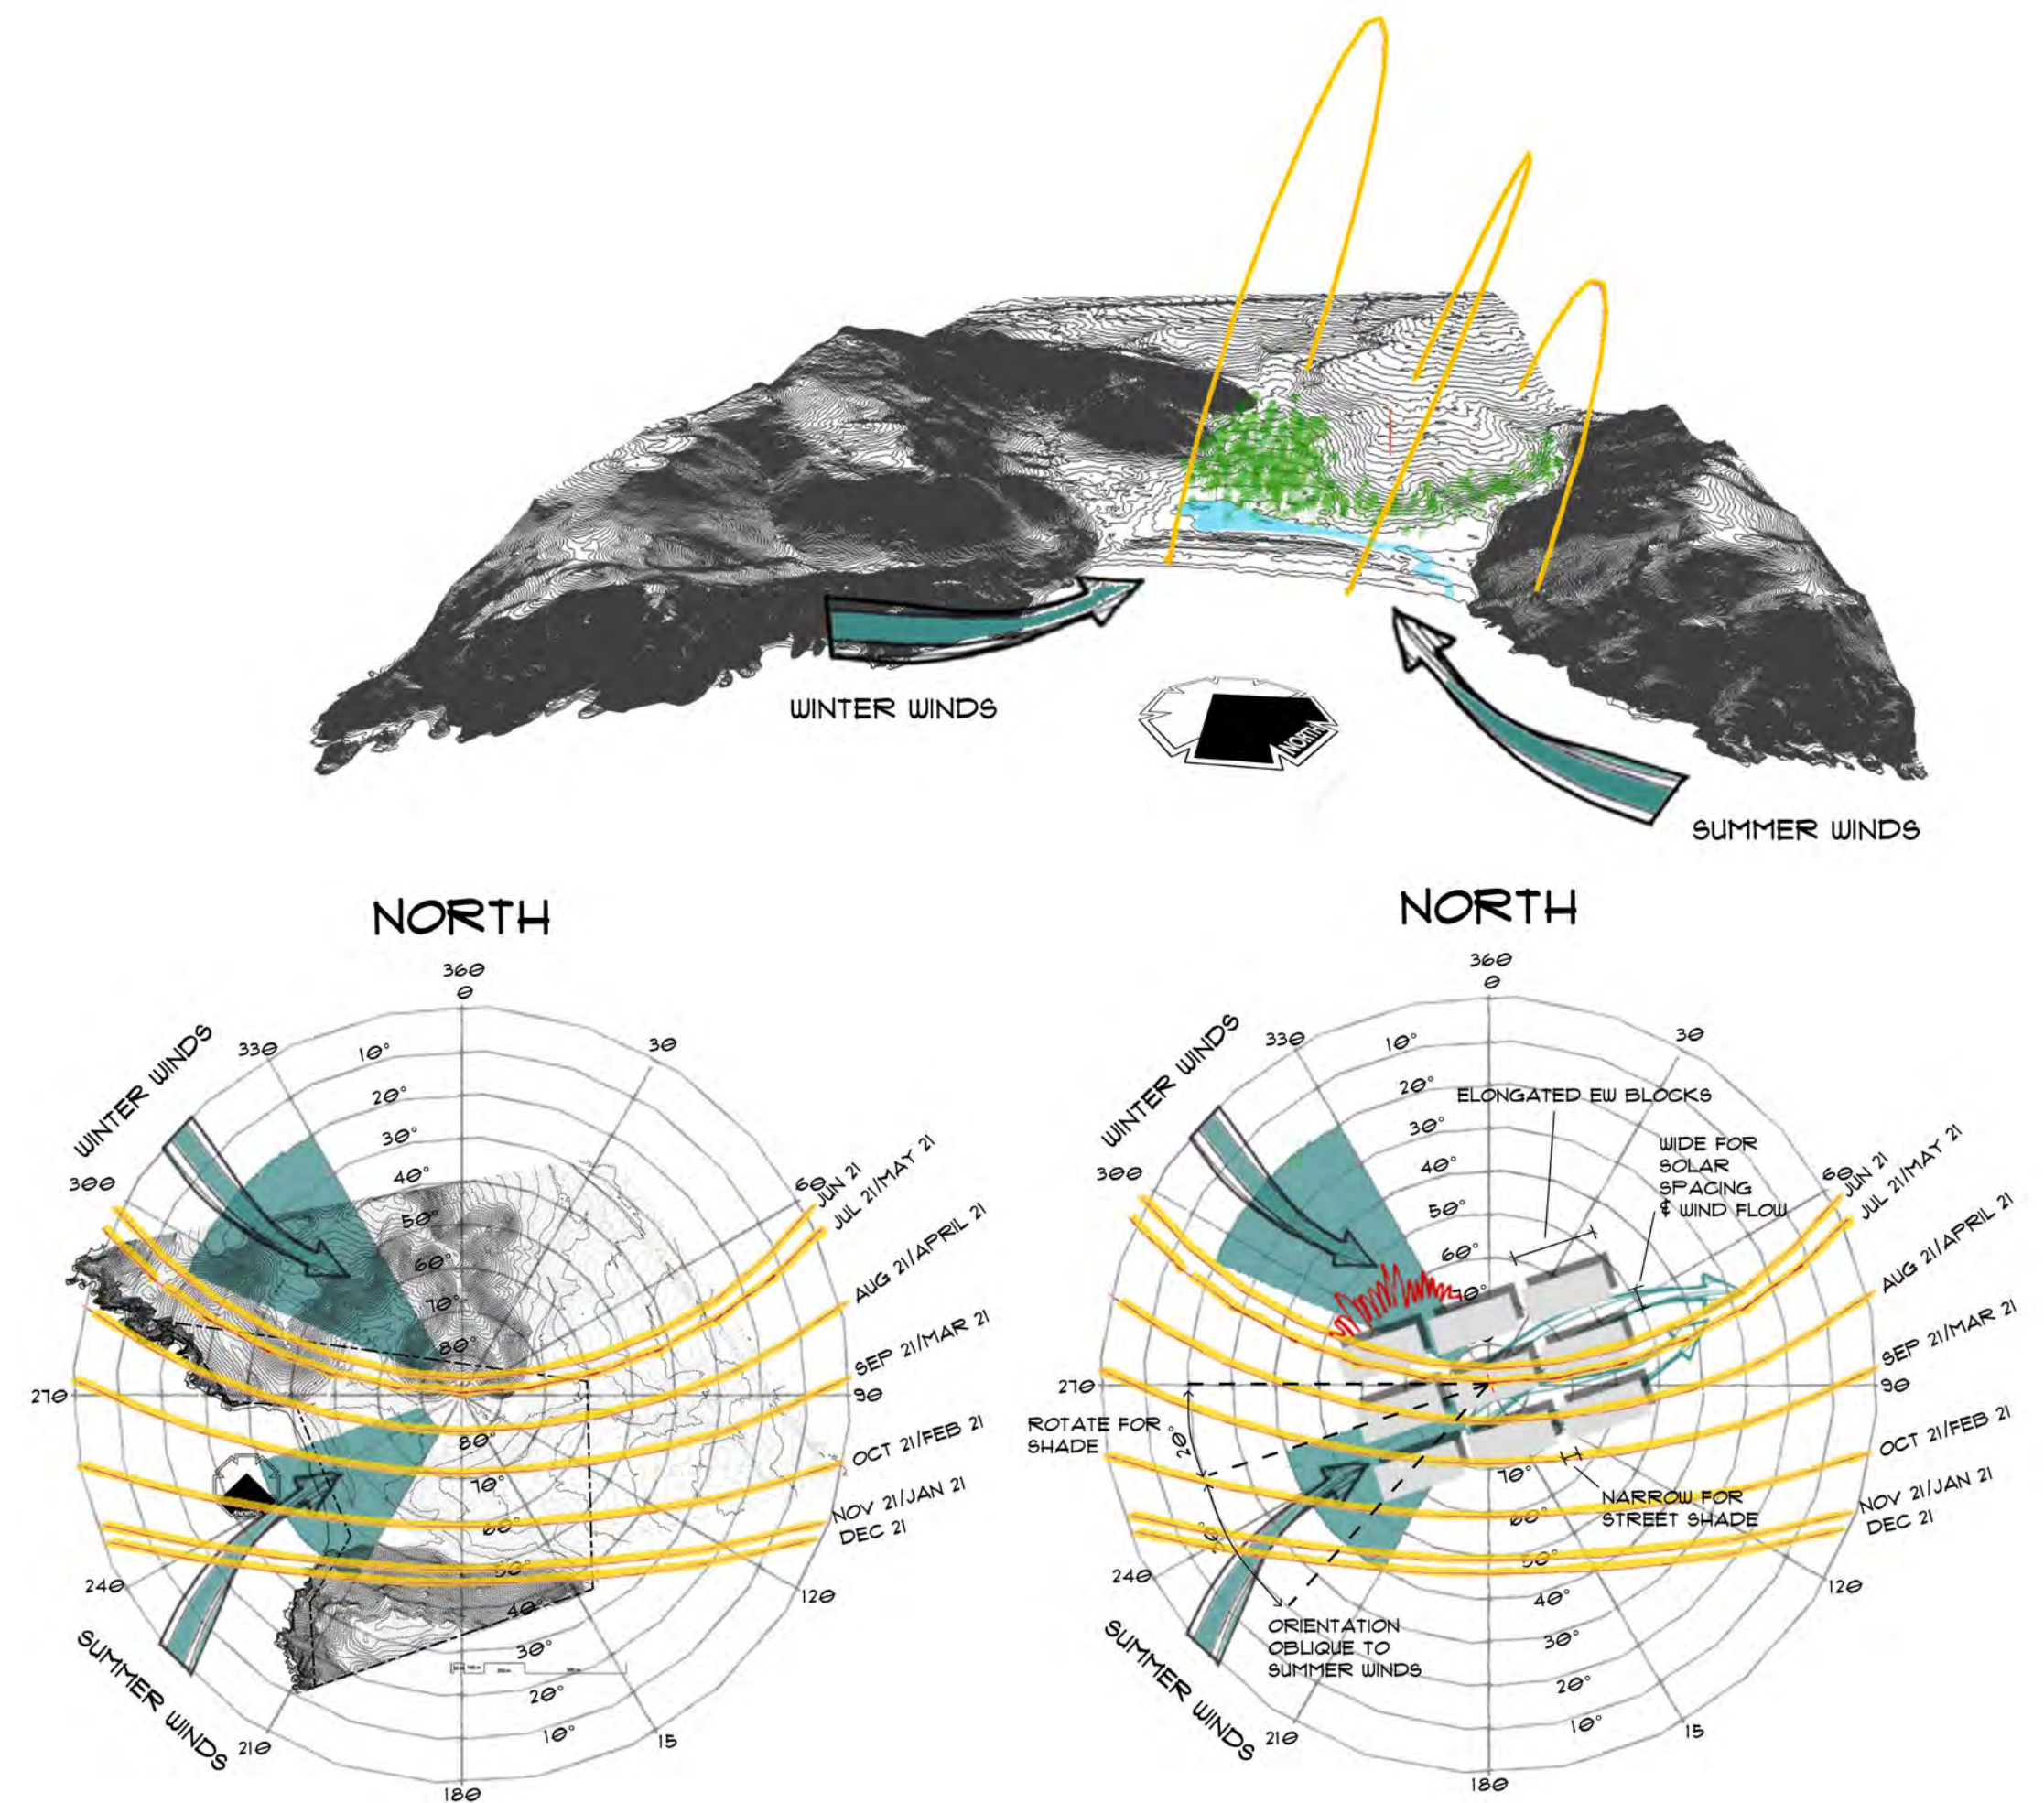 WINTER WINDS
NORTH
SUMMER WINDS
NORTH
360
0
330
30
WINTER WINDS
10°
20°
30°
40°
50°
60°
70°
80°
300
60
JUN 21
JUL 21/MAY 21
AUG 21/APRIL 21
SEP 21/MAR 21
270
90
OCT 21/FEB 21
NOV 21/JAN 21
DEC 21
80°
70°
60°
50°
40°
30°
20°
10°
240
120
SUMMER WINDS
210
15
180
NORTH
360
0
330
30
WINTER WINDS
10°
20°
ELONGATED EW BLOCKS
30°
WIDE FOR
SOLAR
SPACING
& WIND FLOW
40°
50°
60°
70°
300
60
JUN 21
JUL 21/MAY 21
AUG 21/APRIL 21
SEP 21/MAR 21
270
90
ROTATE FOR
SHADE
20°
OCT 21/FEB 21
NOV 21/JAN 21
DEC 21
70°
NARROW FOR
STREET SHADE
60°
50°
40°
30°
20°
10°
240
120
ORIENTATION
OBLIQUE TO
SUMMER WINDS
SUMMER WINDS
210
15
180